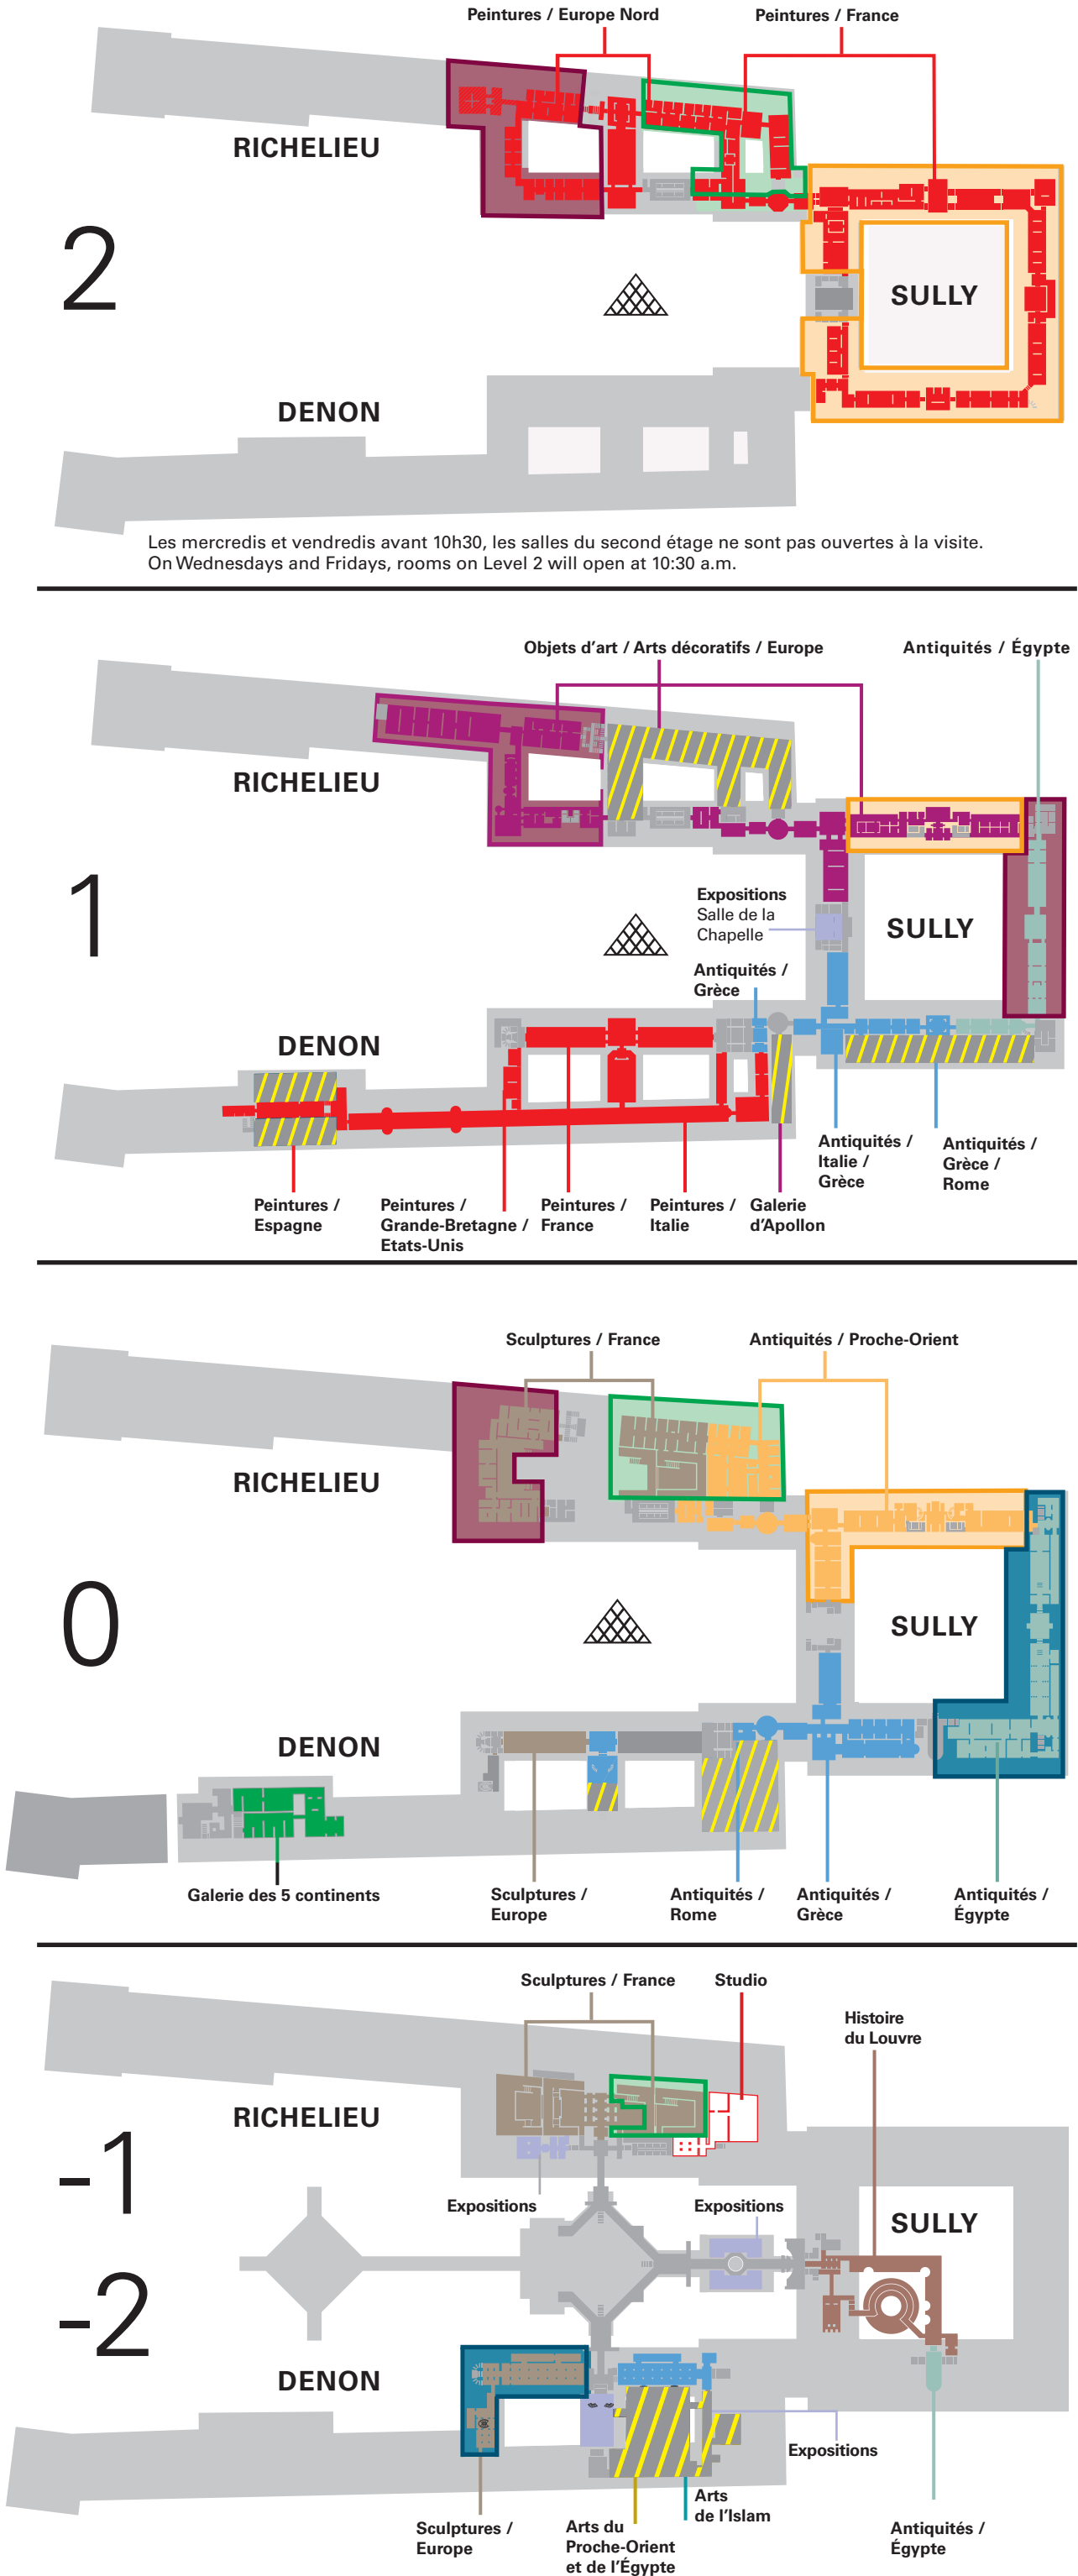 Peintures / Europe Nord
Peintures / France
RICHELIEU
2
SULLY
DENON
Les mercredis et vendredis avant 10h30, les salles du second étage ne sont pas ouvertes à la visite.
On Wednesdays and Fridays, rooms on Level 2 will open at 10:30 a.m.
Objets d'art / Arts décoratifs / Europe
Antiquités / Égypte
RICHELIEU
1
Expositions
Salle de la
Chapelle
SULLY
Antiquités /
Grèce
DENON
Antiquités /
Italie /
Grèce
Antiquités /
Grèce /
Rome
Peintures /
Espagne
Peintures /
Grande-Bretagne /
Etats-Unis
Peintures /
France
Peintures /
Italie
Galerie
d'Apollon
Sculptures / France
Antiquités / Proche-Orient
RICHELIEU
0
SULLY
DENON
Galerie des 5 continents
Sculptures /
Europe
Antiquités /
Rome
Antiquités /
Grèce
Antiquités /
Égypte
Sculptures / France
Studio
Histoire
du Louvre
RICHELIEU
-1
Expositions
Expositions
SULLY
-2
DENON
Expositions
Sculptures /
Europe
Arts du
Proche-Orient
et de l'Égypte
Arts
de l'Islam
Antiquités /
Égypte